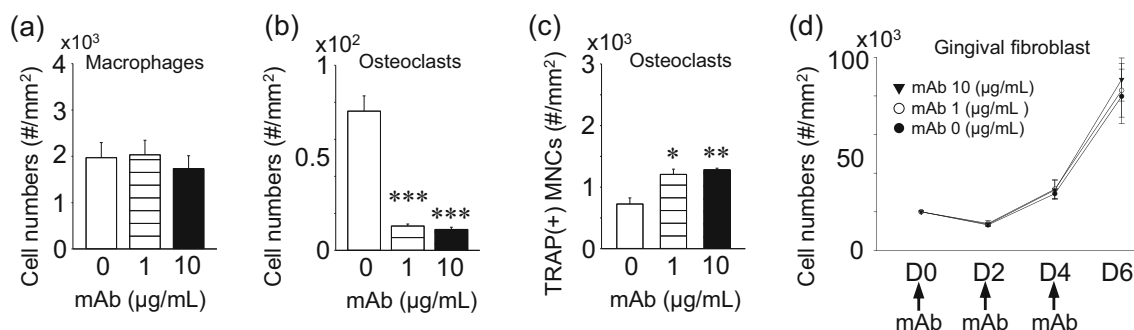 (a)
x10³
Macrophages
Cell numbers (#/mm²)
4
3
2
1
0
0 1 10
mAb (µg/mL)
(b)
x10²
Osteoclasts
Cell numbers (#/mm²)
1
0.5
0
***
***
0 1 10
mAb (µg/mL)
(c)
x10³
Osteoclasts
TRAP(+) MNCs (#/mm²)
3
2
1
0
*
**
0 1 10
mAb (µg/mL)
(d)
x10³
Gingival fibroblast
Cell numbers (#/mm²)
100
50
0
mAb 10 (µg/mL)
mAb 1 (µg/mL )
mAb 0 (µg/mL)
D0 D2 D4 D6
mAb mAb mAb